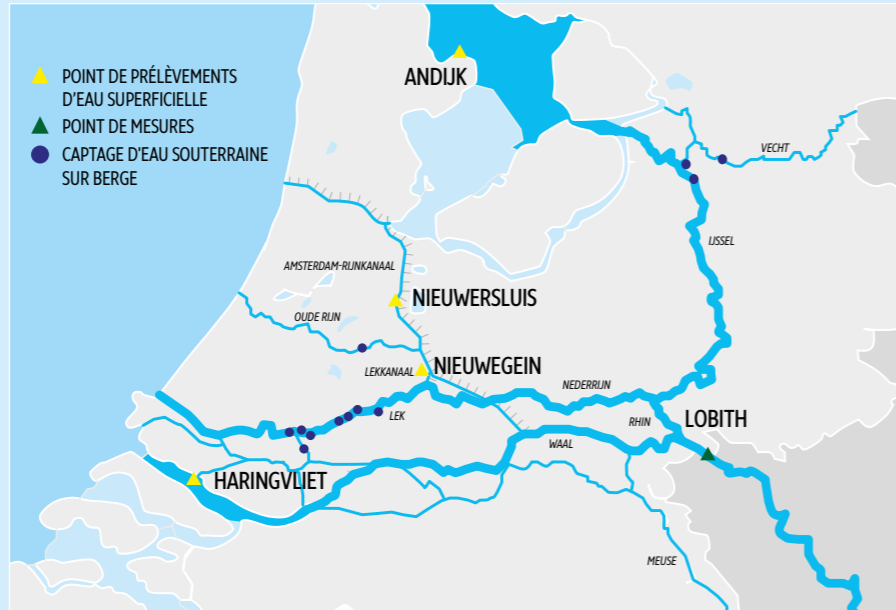 POINT DE PRÉLÈVEMENTS
D'EAU SUPERFICIELLE
POINT DE MESURES
CAPTAGE D'EAU SOUTERRAINE
SUR BERGE
ANDIJK
VECHT
IJSSEL
AMSTERDAM-RIJNKANAAL
NIEUWERSLUIS
OUDE RIJN
LEKKANAAL
NIEUWEGEIN
NEDERRIJN
LEK
RHIN
LOBITH
WAAL
HARINGVLIET
MEUSE